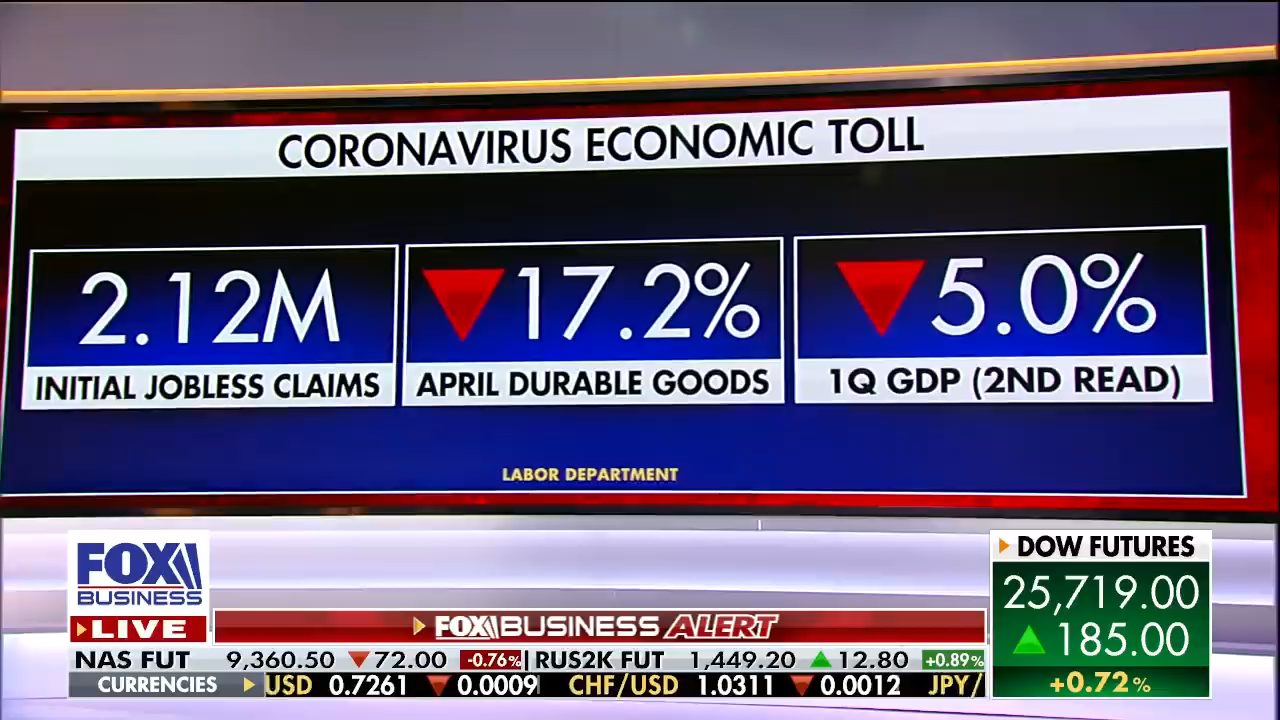 CORONAVIRUS ECONOMIC TOLL
2.12M
INITIAL JOBLESS CLAIMS
17.2%
APRIL DURABLE GOODS
5.0%
1Q GDP (2ND READ)
LABOR DEPARTMENT
FOX
BUSINESS
LIVE
FOX BUSINESS ALERT
DOW FUTURES
25,719.00
185.00
+0.72%
NAS FUT 9,360.50 72.00 -0.76% RUS2K FUT 1,449.20 12.80 +0.89%
CURRENCIES USD 0.7261 0.0009 CHF/USD 1.0311 0.0012 JPY/